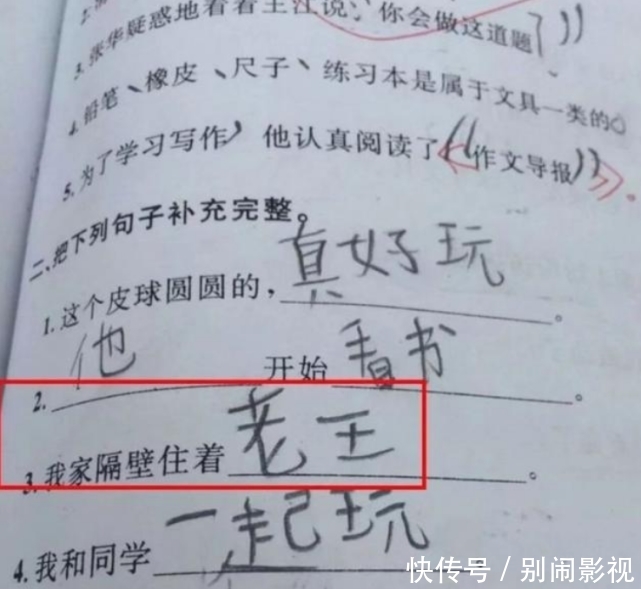 3.张华疑惑地看着王江说:"你会做这道题?"
4.铅笔、橡皮、尺子、练习本是属于文具一类的。
5.为了学习写作,他认真阅读了《作文导报》。
二、把下列句子补充完整。
1.这个皮球圆圆的,真好玩。
2.他开始看书。
3.我家隔壁住着老王。
4.我和同学一起玩
快传号/别闹影视